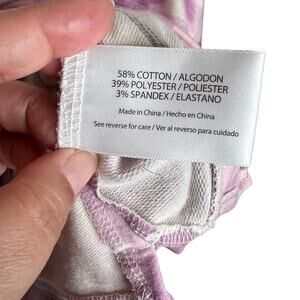 58% COTTON / ALGODON
39% POLYESTER / POLIESTER
3% SPANDEX / ELASTANO
Made in China / Hecho en China
See reverse for care / Ver al reverso para cuidado